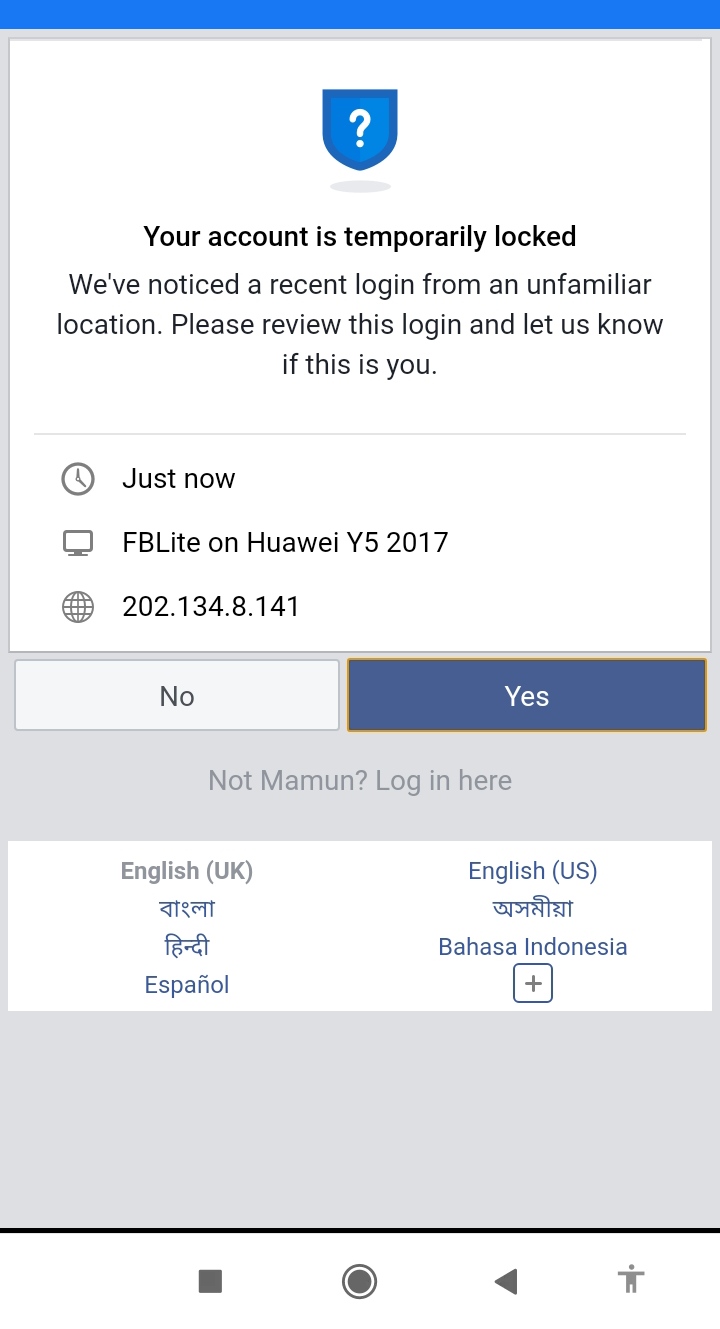 Your account is temporarily locked
We've noticed a recent login from an unfamiliar
location. Please review this login and let us know
if this is you.
Just now
FBLite on Huawei Y5 2017
202.134.8.141
No
Yes
Not Mamun? Log in here
English (UK)
English (US)
বাংলা
অসমীয়া
हिन्दी
Bahasa Indonesia
Español